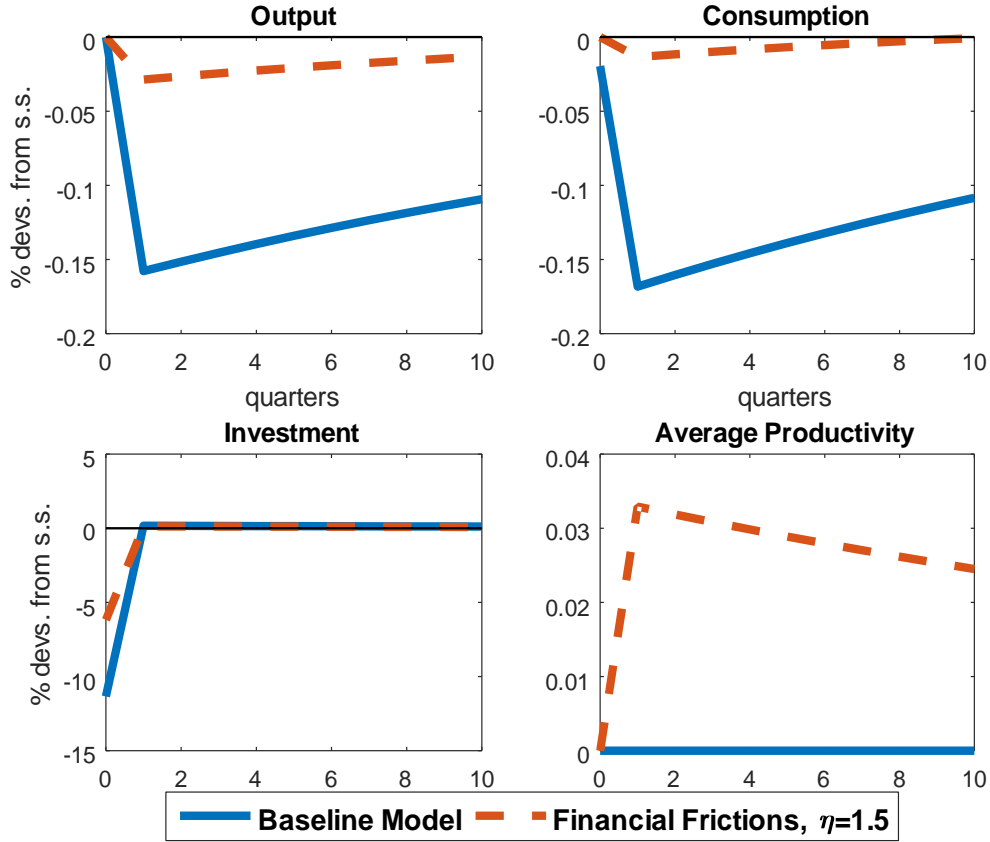 Output
Consumption
% devs. from s.s.
0
-0.05
-0.1
-0.15
-0.2
0 2 4 6 8 10
quarters
0
-0.05
-0.1
-0.15
-0.2
0 2 4 6 8 10
quarters
Investment
Average Productivity
% devs. from s.s.
5
0
-5
-10
-15
0 2 4 6 8 10
0.04
0.03
0.02
0.01
0
0 2 4 6 8 10
Baseline Model
Financial Frictions, η=1.5